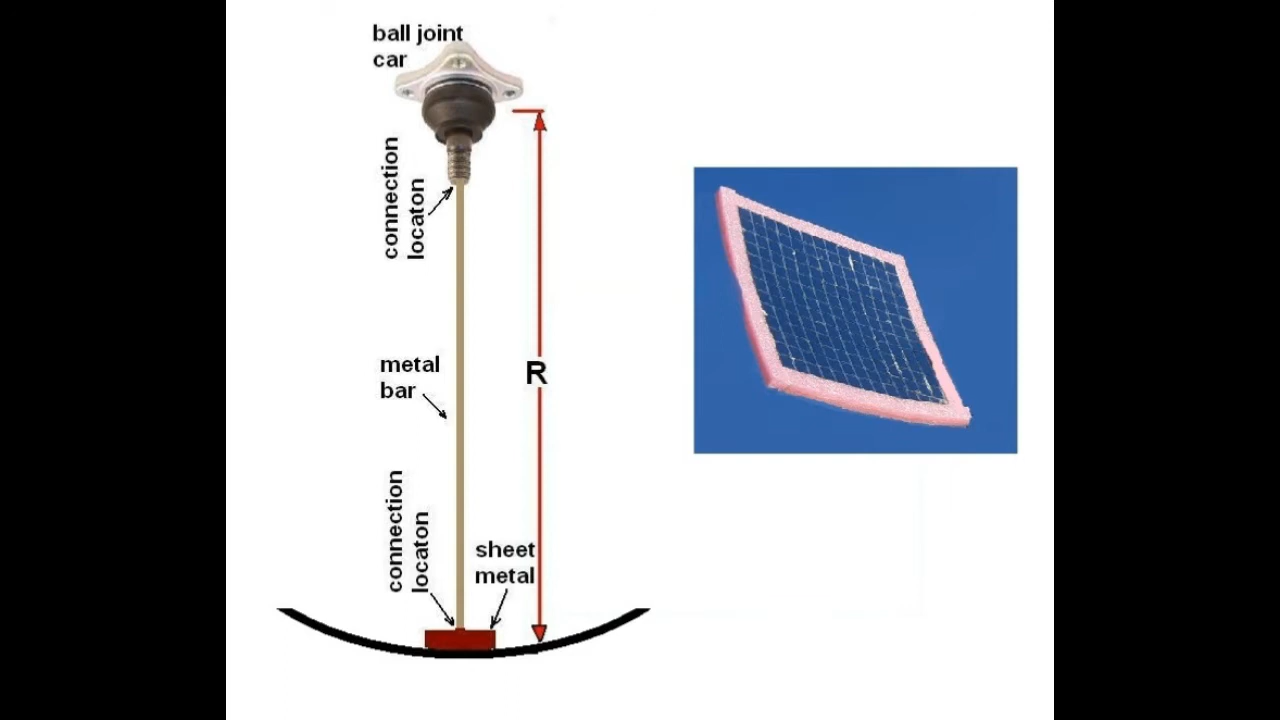 ball joint
car
connection
locaton
metal
bar
R
connection
locaton
sheet
metal